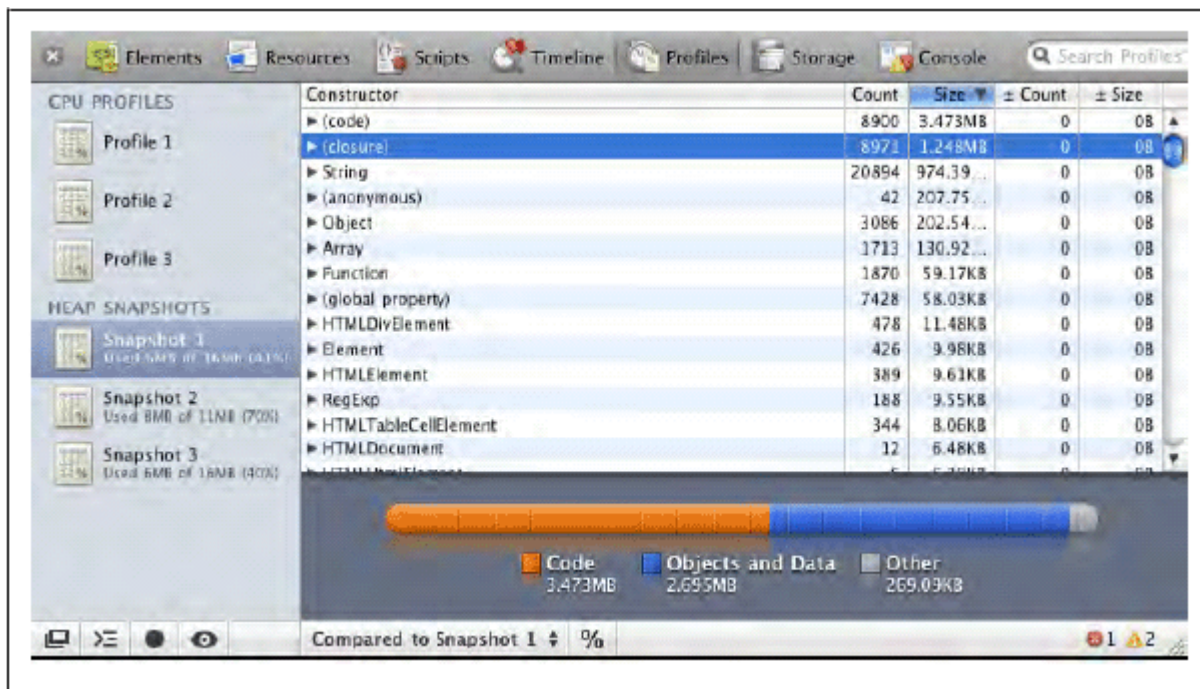 Elements Resources Scripts Timeline Profiles Storage Console Search Profiles
CPU PROFILES
Profile 1
Profile 2
Profile 3
HEAP SNAPSHOTS
Snapshot 1
Used 6MB of 16MB (41%)
Snapshot 2
Used 8MB of 11MB (70%)
Snapshot 3
Used 6MB of 16MB (40%)
Constructor Count Size ± Count ± Size
(code) 8900 3.473MB 0 0B
(closure) 8971 1.248MB 0 0B
String 20894 974.39... 0 0B
(anonymous) 42 207.75... 0 0B
Object 3086 202.54... 0 0B
Array 1713 130.92... 0 0B
Function 1870 59.17KB 0 0B
(global property) 7428 58.03KB 0 0B
HTMLDivElement 478 11.48KB 0 0B
Element 426 9.98KB 0 0B
HTMLElement 389 9.61KB 0 0B
RegExp 188 9.55KB 0 0B
HTMLTableCellElement 344 8.06KB 0 0B
HTMLDocument 12 6.48KB 0 0B
Code
3.473MB
Objects and Data
2.695MB
Other
269.09KB
Compared to Snapshot 1 %
1 2